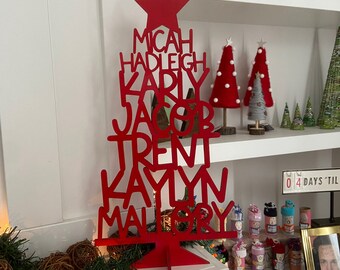 MICAH
HADLEIGH
KARLY
JACOB
TRENT
KAYLYN
MALLORY
04 DAYS 'TIL